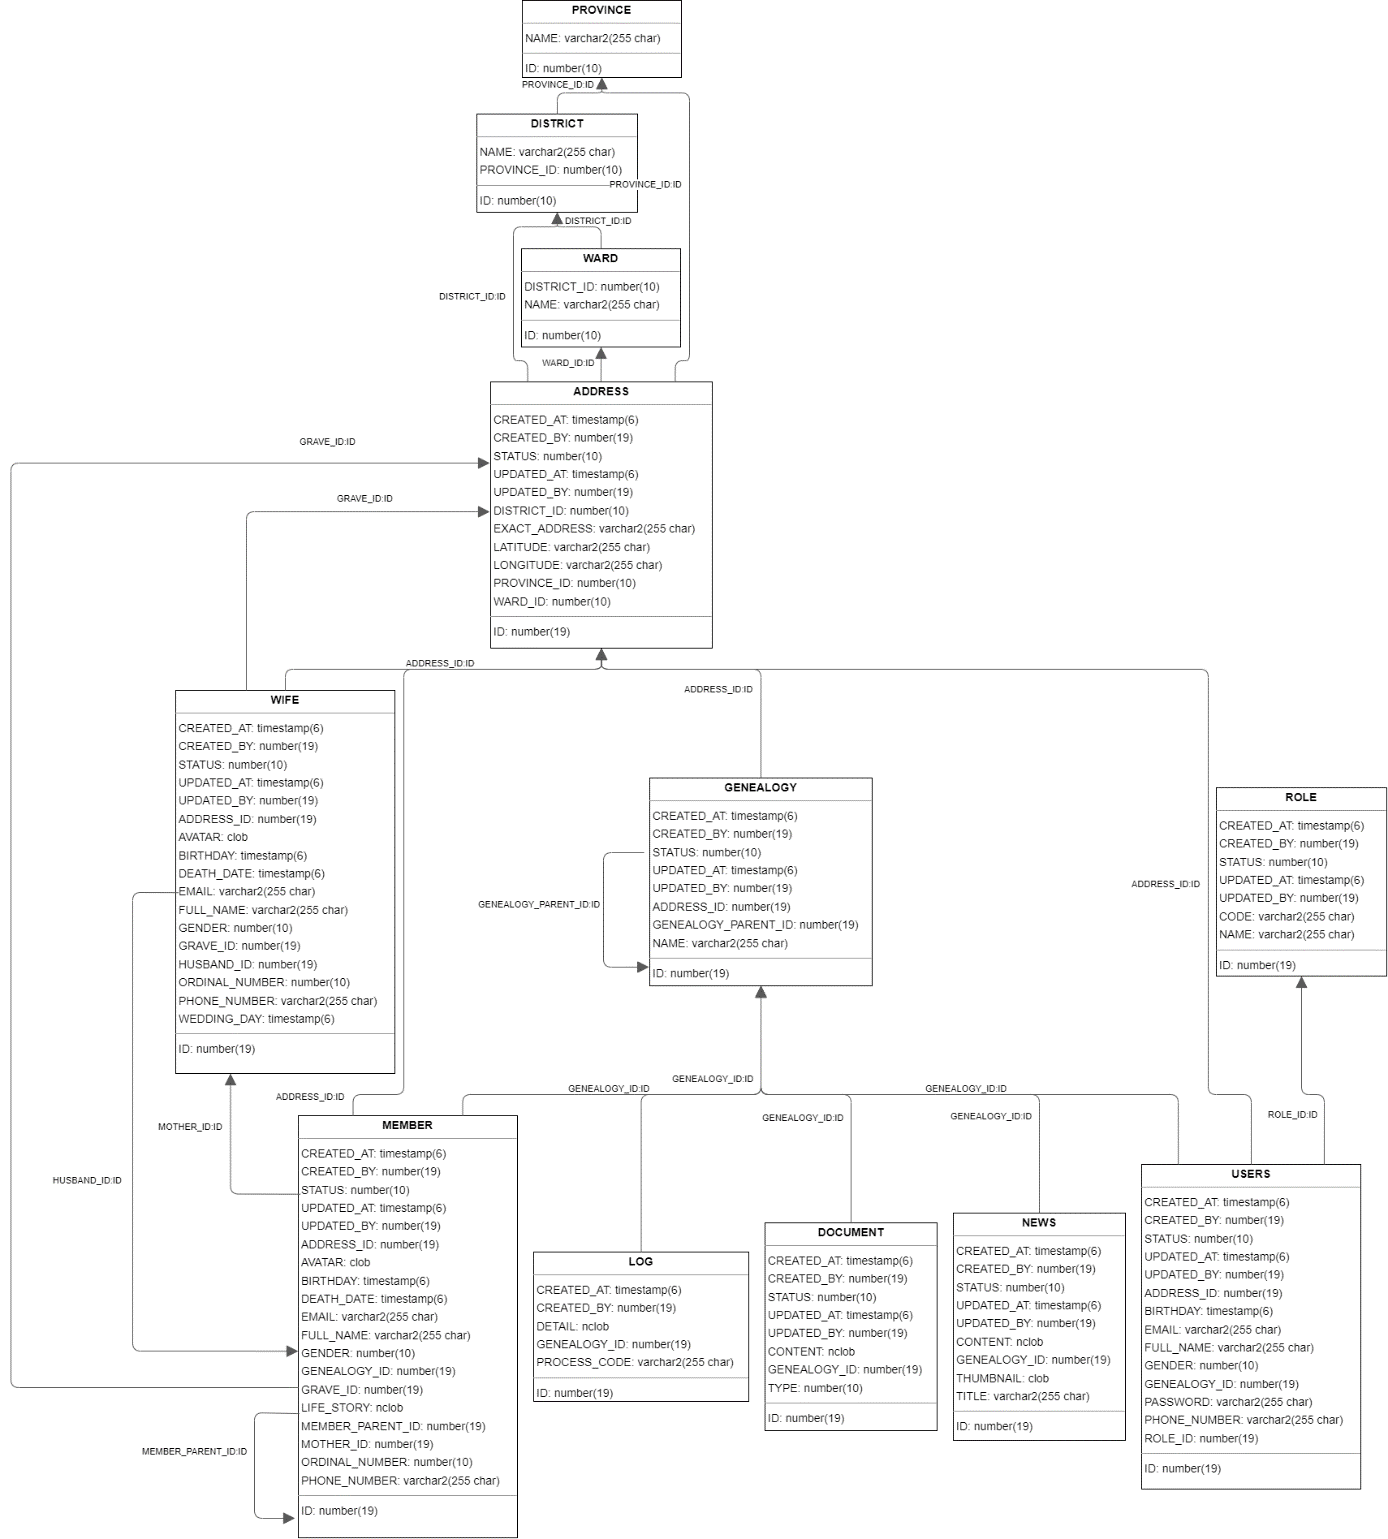 PROVINCE
NAME: varchar2(255 char)
ID: number(10)
PROVINCE_ID:ID
DISTRICT
NAME: varchar2(255 char)
PROVINCE_ID: number(10)
PROVINCE_ID:ID
ID: number(10)
DISTRICT_ID:ID
WARD
DISTRICT_ID: number(10)
NAME: varchar2(255 char)
ID: number(10)
DISTRICT_ID:ID
WARD_ID:ID
ADDRESS
CREATED_AT: timestamp(6)
CREATED_BY: number(19)
STATUS: number(10)
UPDATED_AT: timestamp(6)
UPDATED_BY: number(19)
DISTRICT_ID: number(10)
EXACT_ADDRESS: varchar2(255 char)
LATITUDE: varchar2(255 char)
LONGITUDE: varchar2(255 char)
PROVINCE_ID: number(10)
WARD_ID: number(10)
ID: number(19)
GRAVE_ID:ID
GRAVE_ID:ID
ADDRESS_ID:ID
ADDRESS_ID:ID
WIFE
CREATED_AT: timestamp(6)
CREATED_BY: number(19)
STATUS: number(10)
UPDATED_AT: timestamp(6)
UPDATED_BY: number(19)
ADDRESS_ID: number(19)
AVATAR: clob
BIRTHDAY: timestamp(6)
DEATH_DATE: timestamp(6)
EMAIL: varchar2(255 char)
FULL_NAME: varchar2(255 char)
GENDER: number(10)
GRAVE_ID: number(19)
HUSBAND_ID: number(19)
ORDINAL_NUMBER: number(10)
PHONE_NUMBER: varchar2(255 char)
WEDDING_DAY: timestamp(6)
ID: number(19)
GENEALOGY
CREATED_AT: timestamp(6)
CREATED_BY: number(19)
STATUS: number(10)
UPDATED_AT: timestamp(6)
UPDATED_BY: number(19)
ADDRESS_ID: number(19)
GENEALOGY_PARENT_ID: number(19)
NAME: varchar2(255 char)
ID: number(19)
GENEALOGY_PARENT_ID:ID
ADDRESS_ID:ID
ROLE
CREATED_AT: timestamp(6)
CREATED_BY: number(19)
STATUS: number(10)
UPDATED_AT: timestamp(6)
UPDATED_BY: number(19)
CODE: varchar2(255 char)
NAME: varchar2(255 char)
ID: number(19)
ADDRESS_ID:ID
MOTHER_ID:ID
HUSBAND_ID:ID
GENEALOGY_ID:ID
GENEALOGY_ID:ID
GENEALOGY_ID:ID
GENEALOGY_ID:ID
GENEALOGY_ID:ID
ROLE_ID:ID
MEMBER
CREATED_AT: timestamp(6)
CREATED_BY: number(19)
STATUS: number(10)
UPDATED_AT: timestamp(6)
UPDATED_BY: number(19)
ADDRESS_ID: number(19)
AVATAR: clob
BIRTHDAY: timestamp(6)
DEATH_DATE: timestamp(6)
EMAIL: varchar2(255 char)
FULL_NAME: varchar2(255 char)
GENDER: number(10)
GENEALOGY_ID: number(19)
GRAVE_ID: number(19)
LIFE_STORY: nclob
MEMBER_PARENT_ID: number(19)
MOTHER_ID: number(19)
ORDINAL_NUMBER: number(10)
PHONE_NUMBER: varchar2(255 char)
ID: number(19)
MEMBER_PARENT_ID:ID
LOG
CREATED_AT: timestamp(6)
CREATED_BY: number(19)
DETAIL: nclob
GENEALOGY_ID: number(19)
PROCESS_CODE: varchar2(255 char)
ID: number(19)
DOCUMENT
CREATED_AT: timestamp(6)
CREATED_BY: number(19)
STATUS: number(10)
UPDATED_AT: timestamp(6)
UPDATED_BY: number(19)
CONTENT: nclob
GENEALOGY_ID: number(19)
TYPE: number(10)
ID: number(19)
NEWS
CREATED_AT: timestamp(6)
CREATED_BY: number(19)
STATUS: number(10)
UPDATED_AT: timestamp(6)
UPDATED_BY: number(19)
CONTENT: nclob
GENEALOGY_ID: number(19)
THUMBNAIL: clob
TITLE: varchar2(255 char)
ID: number(19)
USERS
CREATED_AT: timestamp(6)
CREATED_BY: number(19)
STATUS: number(10)
UPDATED_AT: timestamp(6)
UPDATED_BY: number(19)
ADDRESS_ID: number(19)
BIRTHDAY: timestamp(6)
EMAIL: varchar2(255 char)
FULL_NAME: varchar2(255 char)
GENDER: number(10)
GENEALOGY_ID: number(19)
PASSWORD: varchar2(255 char)
PHONE_NUMBER: varchar2(255 char)
ROLE_ID: number(19)
ID: number(19)